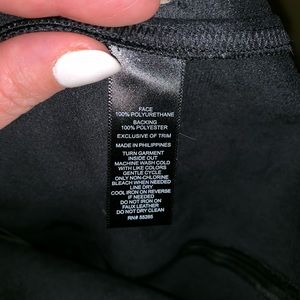 FACE
100% POLYURETHANE
BACKING
100% POLYESTER
EXCLUSIVE OF TRIM
MADE IN PHILIPPINES
TURN GARMENT
INSIDE OUT
MACHINE WASH COLD
WITH LIKE COLORS
GENTLE CYCLE
ONLY NON-CHLORINE
BLEACH WHEN NEEDED
LINE DRY
COOL IRON ON REVERSE
IF NEEDED
DO NOT IRON ON
FAUX LEATHER
DO NOT DRY CLEAN
RN# 55285